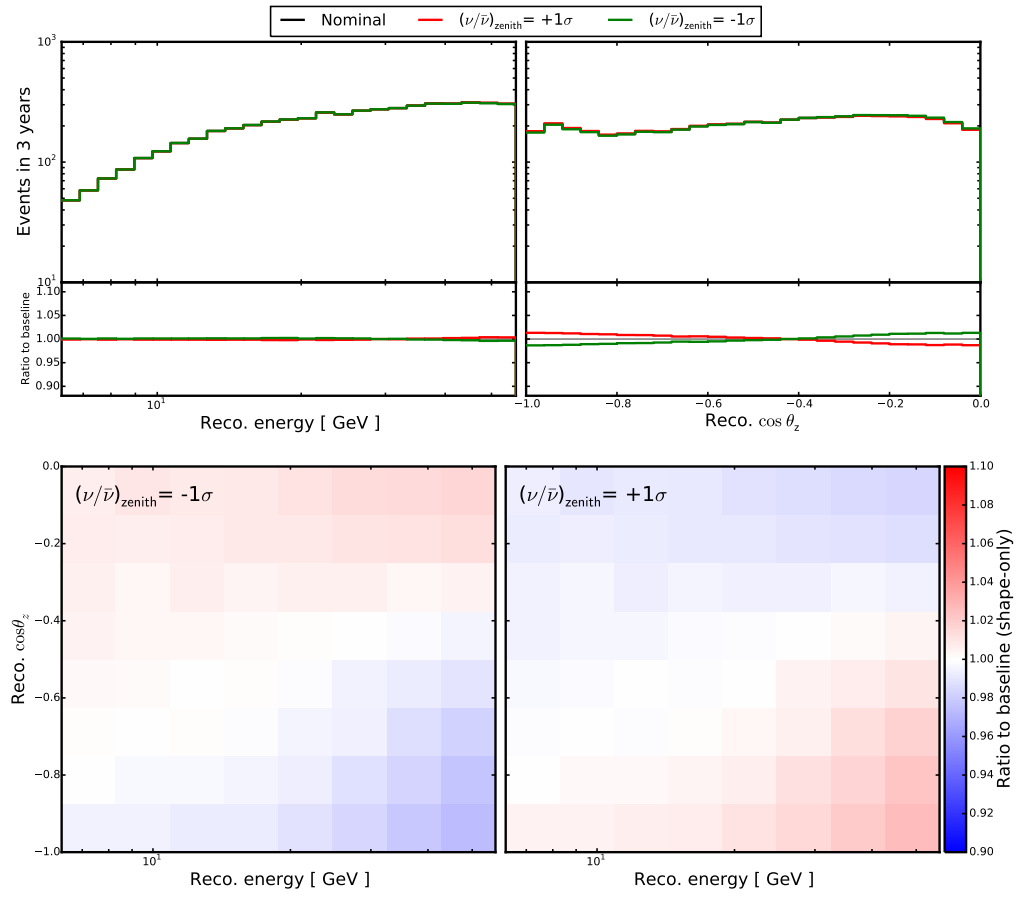 Nominal (ν/ν̄)zenith= +1σ (ν/ν̄)zenith= -1σ
Events in 3 years
10³
10²
10¹
Ratio to baseline
1.10
1.05
1.00
0.95
0.90
10¹
Reco. energy [ GeV ]
−1.0 −0.8 −0.6 −0.4 −0.2 0.0
Reco. cos θz
(ν/ν̄)zenith= -1σ
Reco. cosθz
0.0
−0.2
−0.4
−0.6
−0.8
−1.0
10¹
Reco. energy [ GeV ]
(ν/ν̄)zenith= +1σ
10¹
Reco. energy [ GeV ]
1.10
1.08
1.06
1.04
1.02
1.00
0.98
0.96
0.94
0.92
0.90
Ratio to baseline (shape-only)